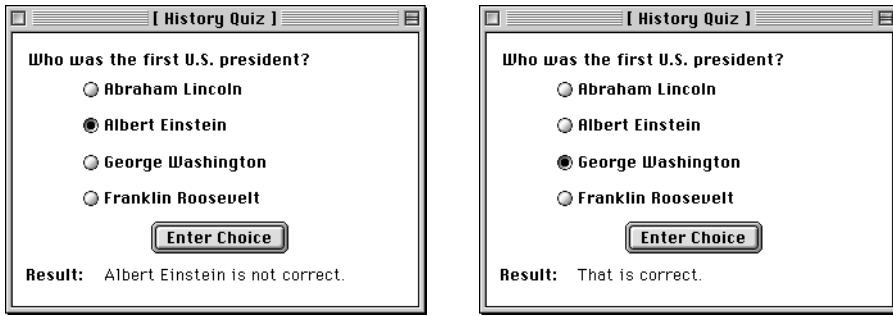 [ History Quiz ]
Who was the first U.S. president?
Abraham Lincoln
Albert Einstein
George Washington
Franklin Roosevelt
Enter Choice
Result: Albert Einstein is not correct.
[ History Quiz ]
Who was the first U.S. president?
Abraham Lincoln
Albert Einstein
George Washington
Franklin Roosevelt
Enter Choice
Result: That is correct.